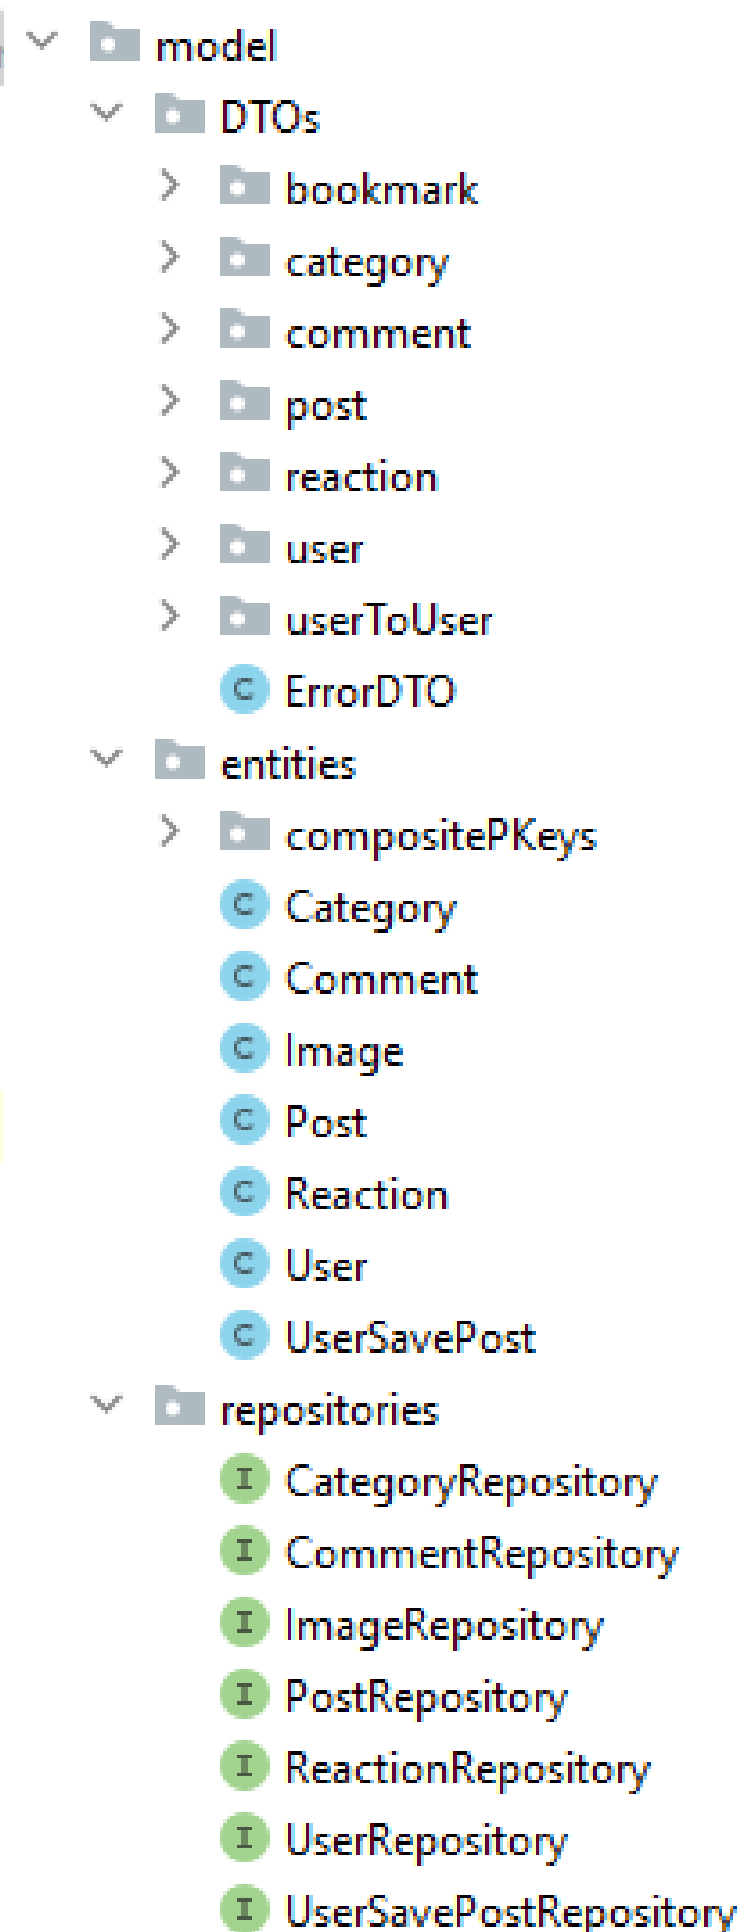 model
DTOs
bookmark
category
comment
post
reaction
user
userToUser
C ErrorDTO
entities
compositePKeys
C Category
C Comment
C Image
C Post
C Reaction
C User
C UserSavePost
repositories
I CategoryRepository
I CommentRepository
I ImageRepository
I PostRepository
I ReactionRepository
I UserRepository
I UserSavePostRepository